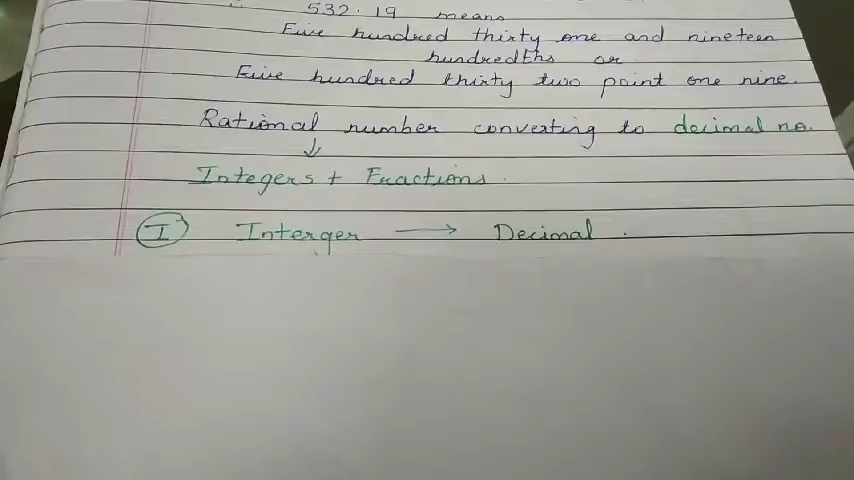 532.19 means
Five hundred thirty one and nineteen
hundredths or
Five hundred thirty two point one nine.
Rational number converting to decimal no.
↓
Integers + Fractions.
I Interger → Decimal.